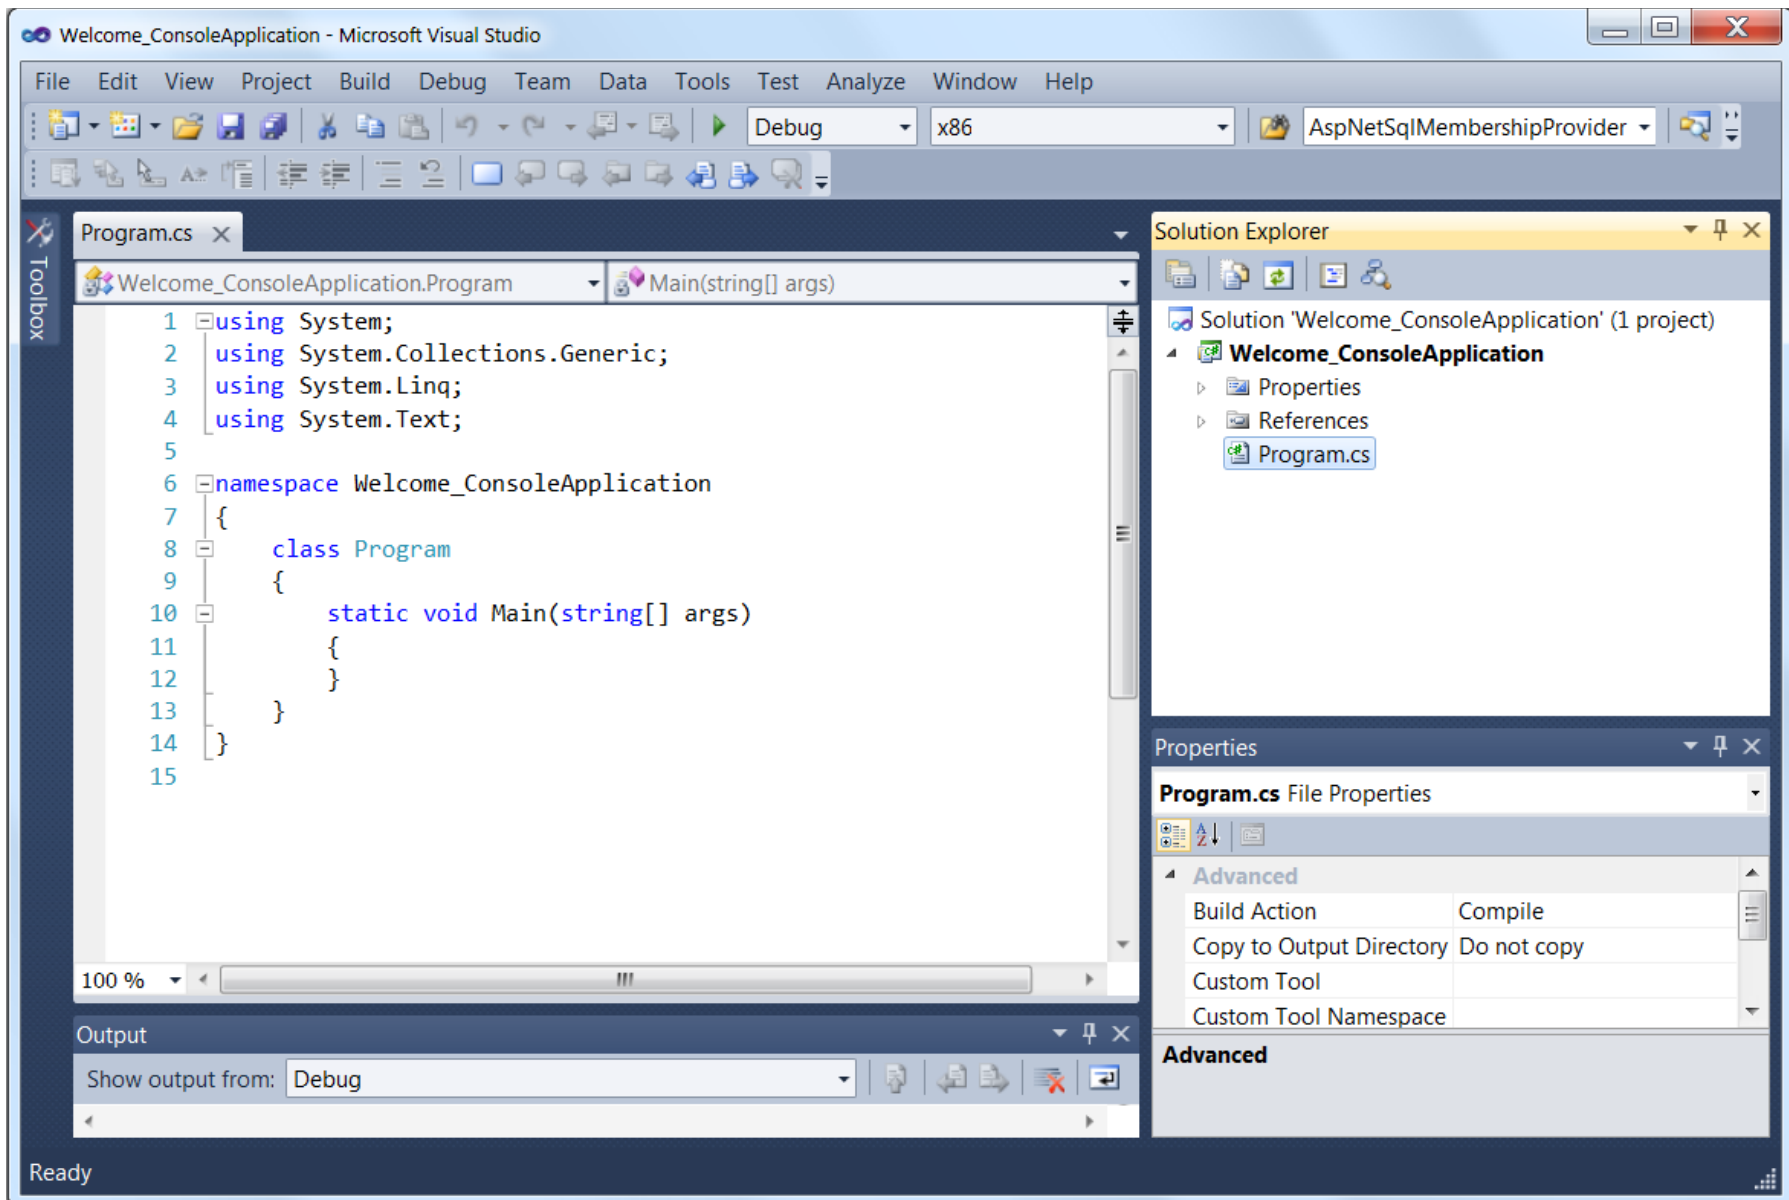 Welcome_ConsoleApplication - Microsoft Visual Studio
File Edit View Project Build Debug Team Data Tools Test Analyze Window Help
Debug x86 AspNetSqlMembershipProvider
Toolbox
Program.cs
Welcome_ConsoleApplication.Program Main(string[] args)
1 using System;
2 using System.Collections.Generic;
3 using System.Linq;
4 using System.Text;
5
6 namespace Welcome_ConsoleApplication
7 {
8 class Program
9 {
10 static void Main(string[] args)
11 {
12 }
13 }
14 }
15
100 %
Output
Show output from: Debug
Solution Explorer
Solution 'Welcome_ConsoleApplication' (1 project)
Welcome_ConsoleApplication
Properties
References
Program.cs
Properties
Program.cs File Properties
Advanced
Build Action Compile
Copy to Output Directory Do not copy
Custom Tool
Custom Tool Namespace
Advanced
Ready